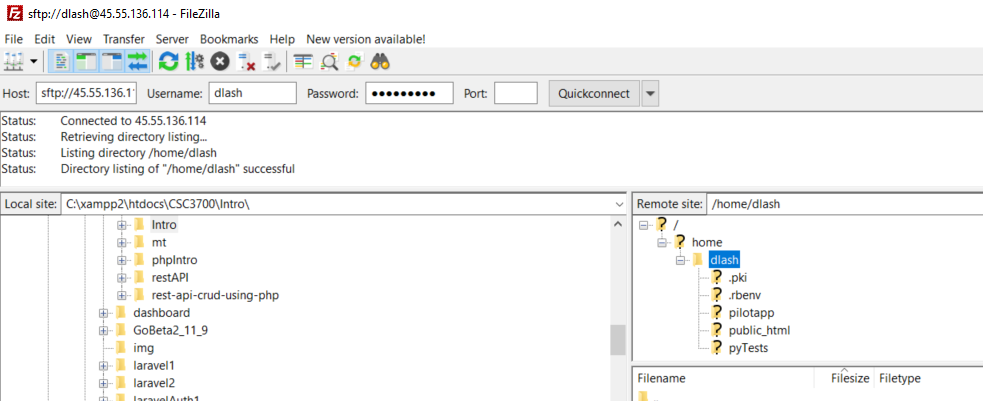 sftp://dlash@45.55.136.114 - FileZilla
File Edit View Transfer Server Bookmarks Help New version available!
Host: sftp://45.55.136.1 Username: dlash Password: ●●●●●●●●● Port: Quickconnect
Status: Connected to 45.55.136.114
Status: Retrieving directory listing...
Status: Listing directory /home/dlash
Status: Directory listing of "/home/dlash" successful
Local site: C:\xampp2\htdocs\CSC3700\Intro\
Intro
mt
phpIntro
restAPI
rest-api-crud-using-php
dashboard
GoBeta2_11_9
img
laravel1
laravel2
laravelAuth1
Remote site: /home/dlash
/
home
dlash
.pki
.rbenv
pilotapp
public_html
pyTests
Filename Filesize Filetype